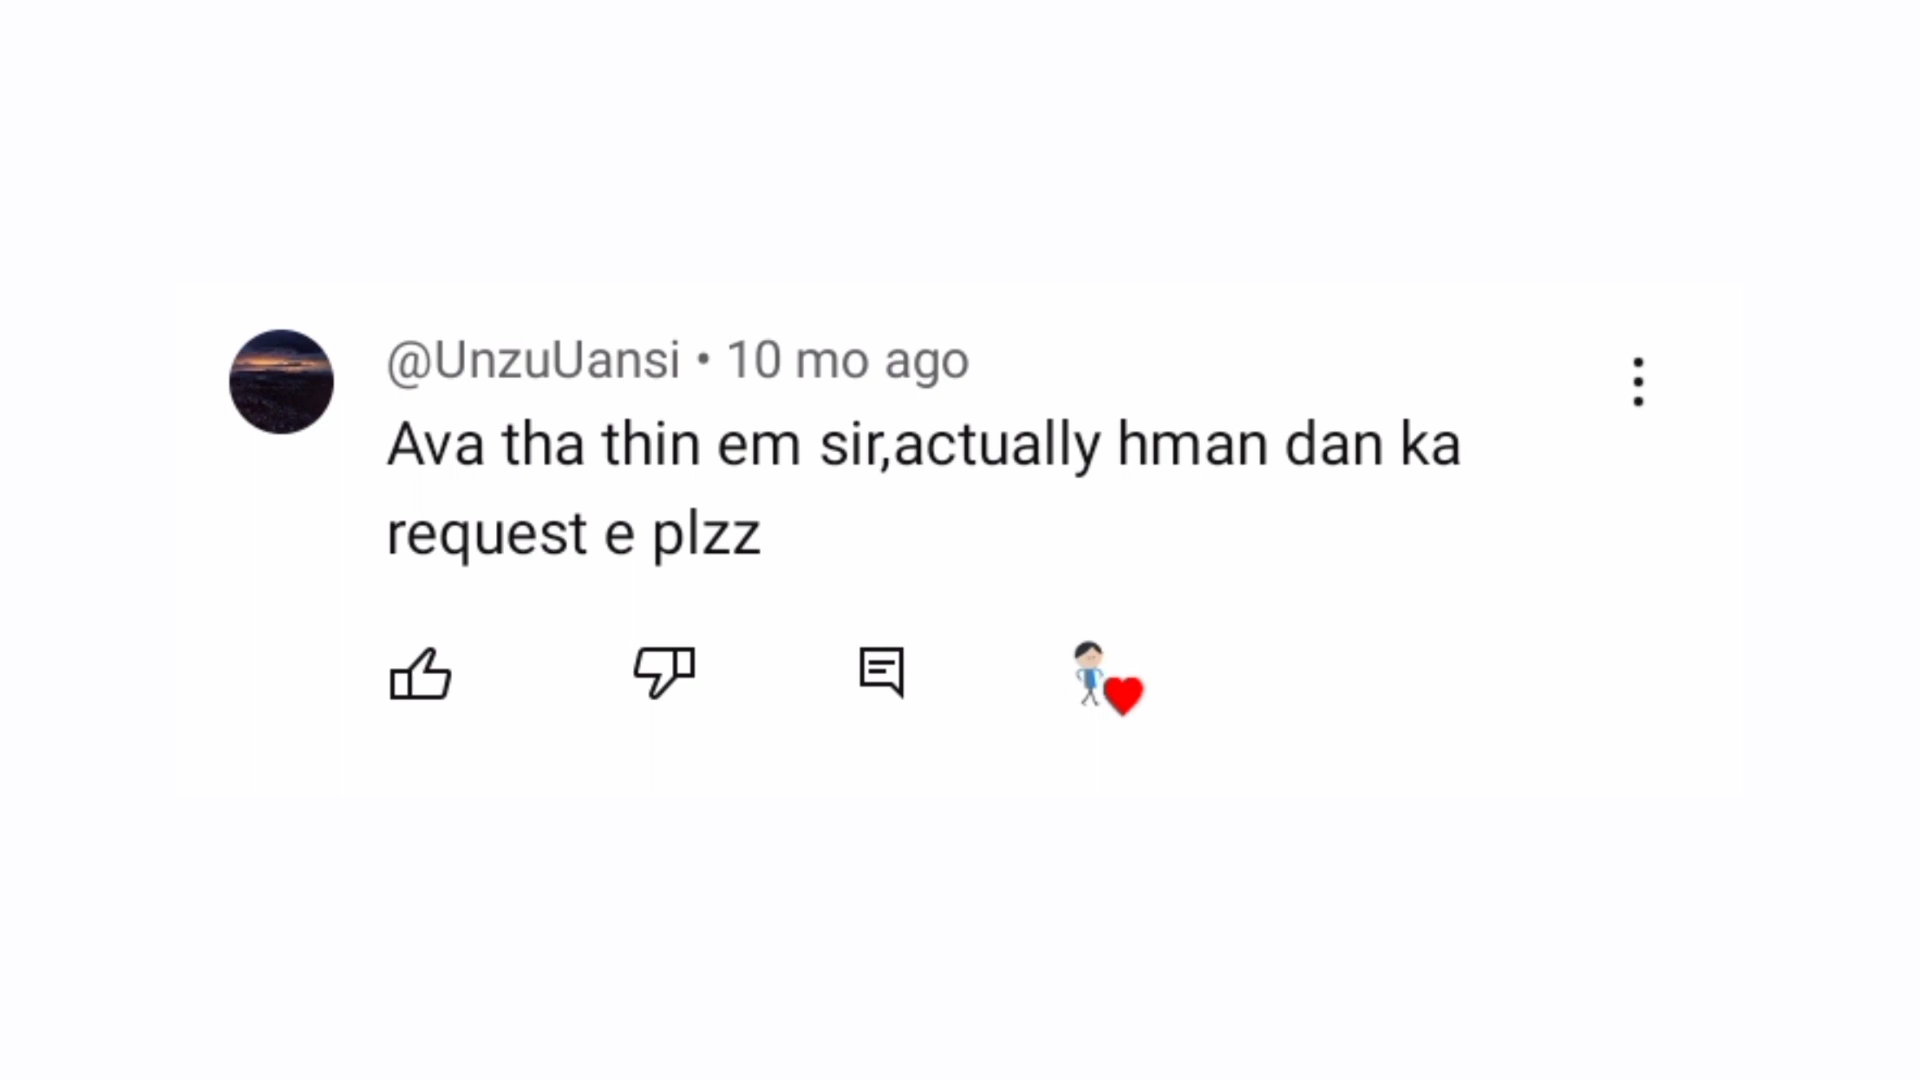 @UnzuUansi • 10 mo ago
Ava tha thin em sir,actually hman dan ka
request e plzz